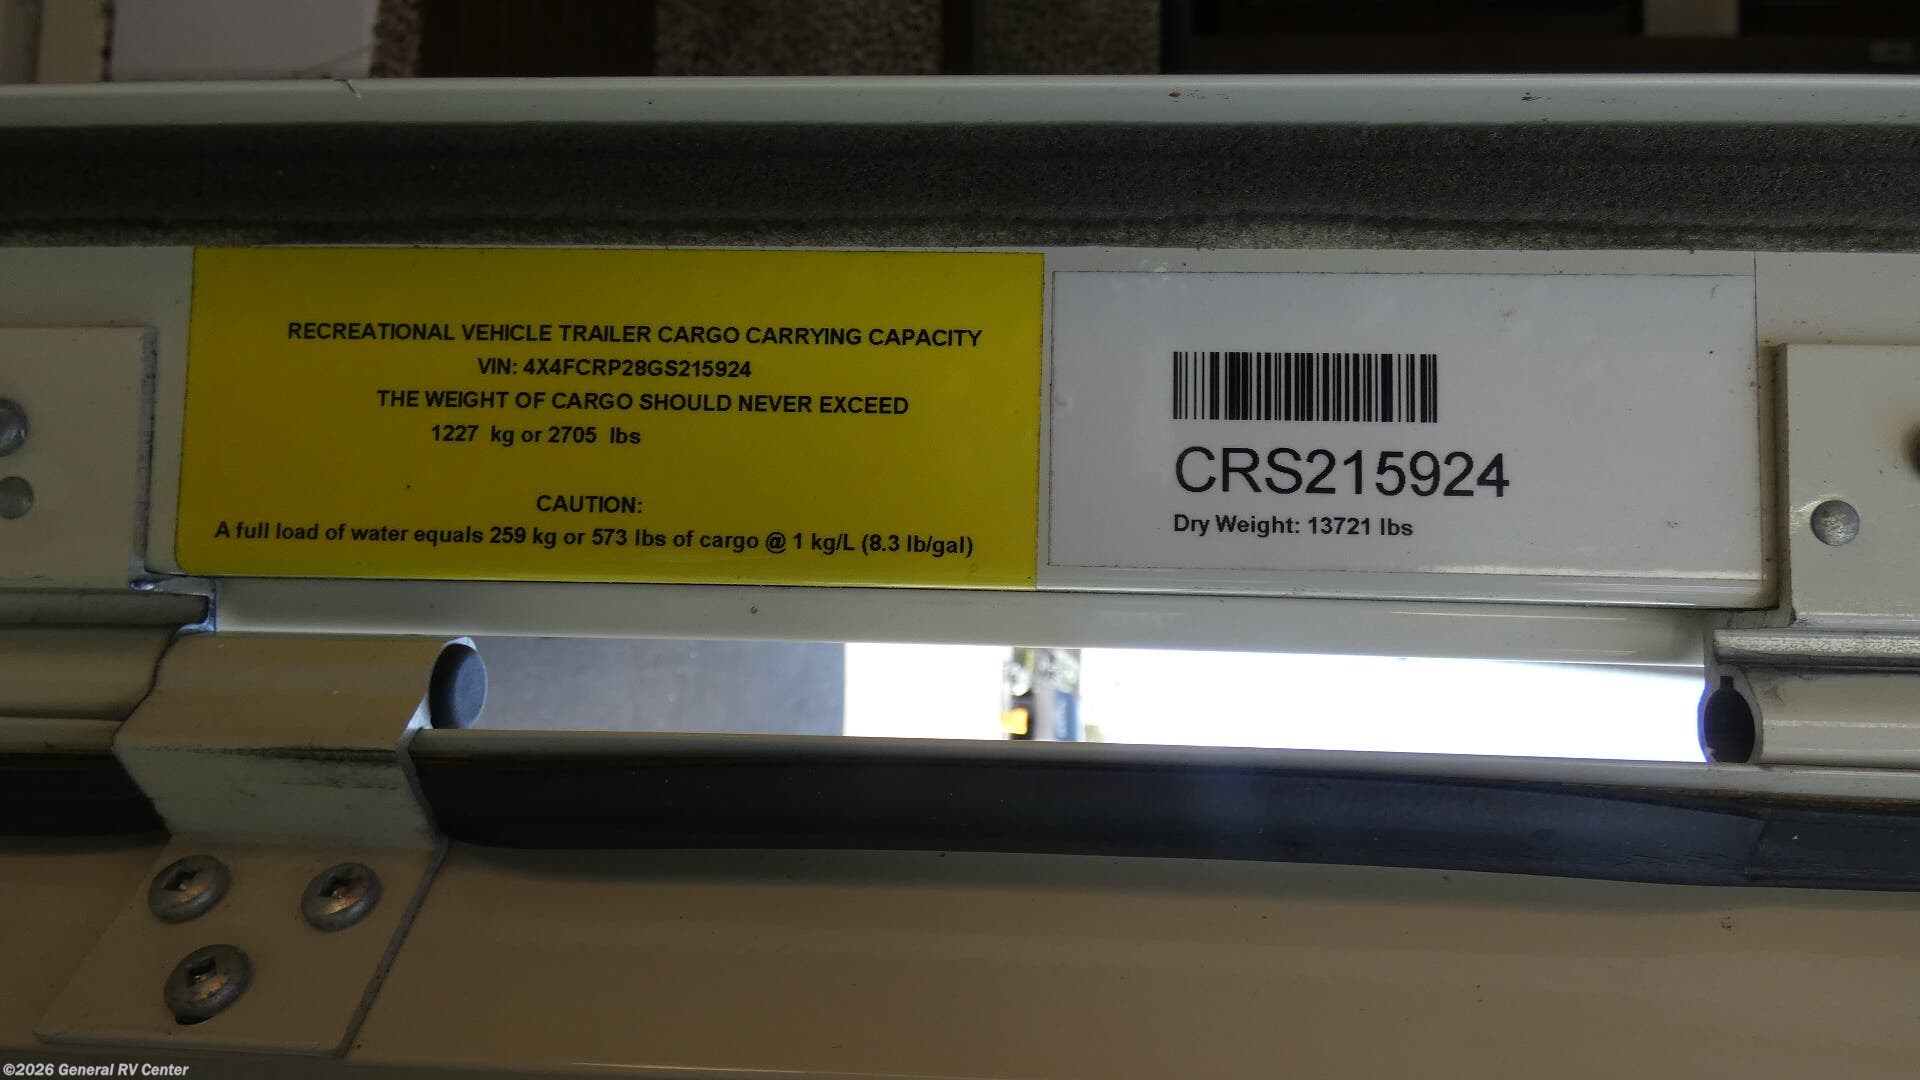 RECREATIONAL VEHICLE TRAILER CARGO CARRYING CAPACITY
VIN: 4X4FCRP28GS215924
THE WEIGHT OF CARGO SHOULD NEVER EXCEED
1227 kg or 2705 lbs
CAUTION:
A full load of water equals 259 kg or 573 lbs of cargo @ 1 kg/L (8.3 lb/gal)
CRS215924
Dry Weight: 13721 lbs
©2026 General RV Center